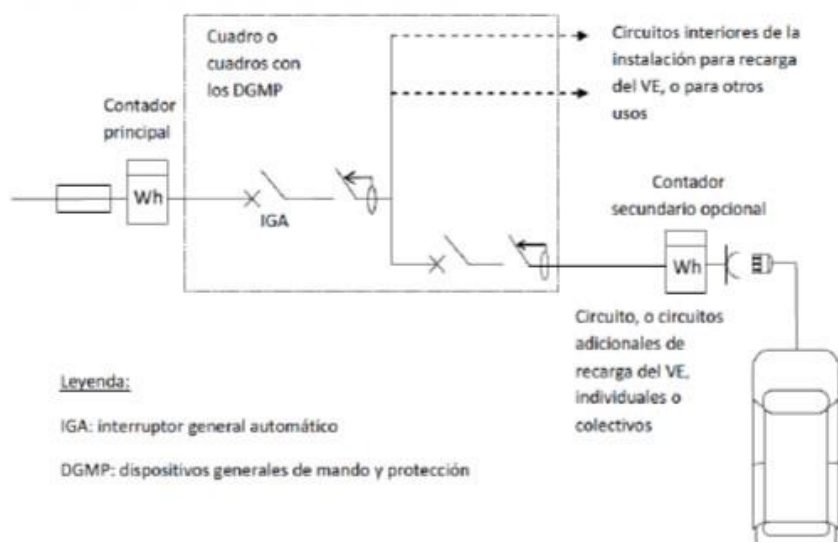 Cuadro o
cuadros con
los DGMP
Circuitos interiores de la
instalación para recarga
del VE, o para otros
usos
Contador
principal
Wh
IGA
Contador
secundario opcional
Wh
Circuito, o circuitos
adicionales de
recarga del VE,
individuales o
colectivos
Leyenda:
IGA: interruptor general automático
DGMP: dispositivos generales de mando y protección